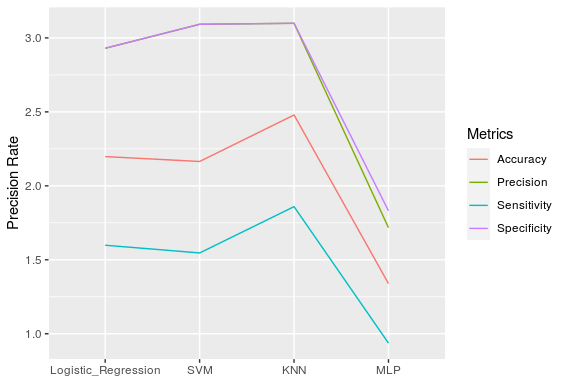 Precision Rate
3.0
2.5
2.0
1.5
1.0
Logistic_Regression SVM KNN MLP
Metrics
Accuracy
Precision
Sensitivity
Specificity